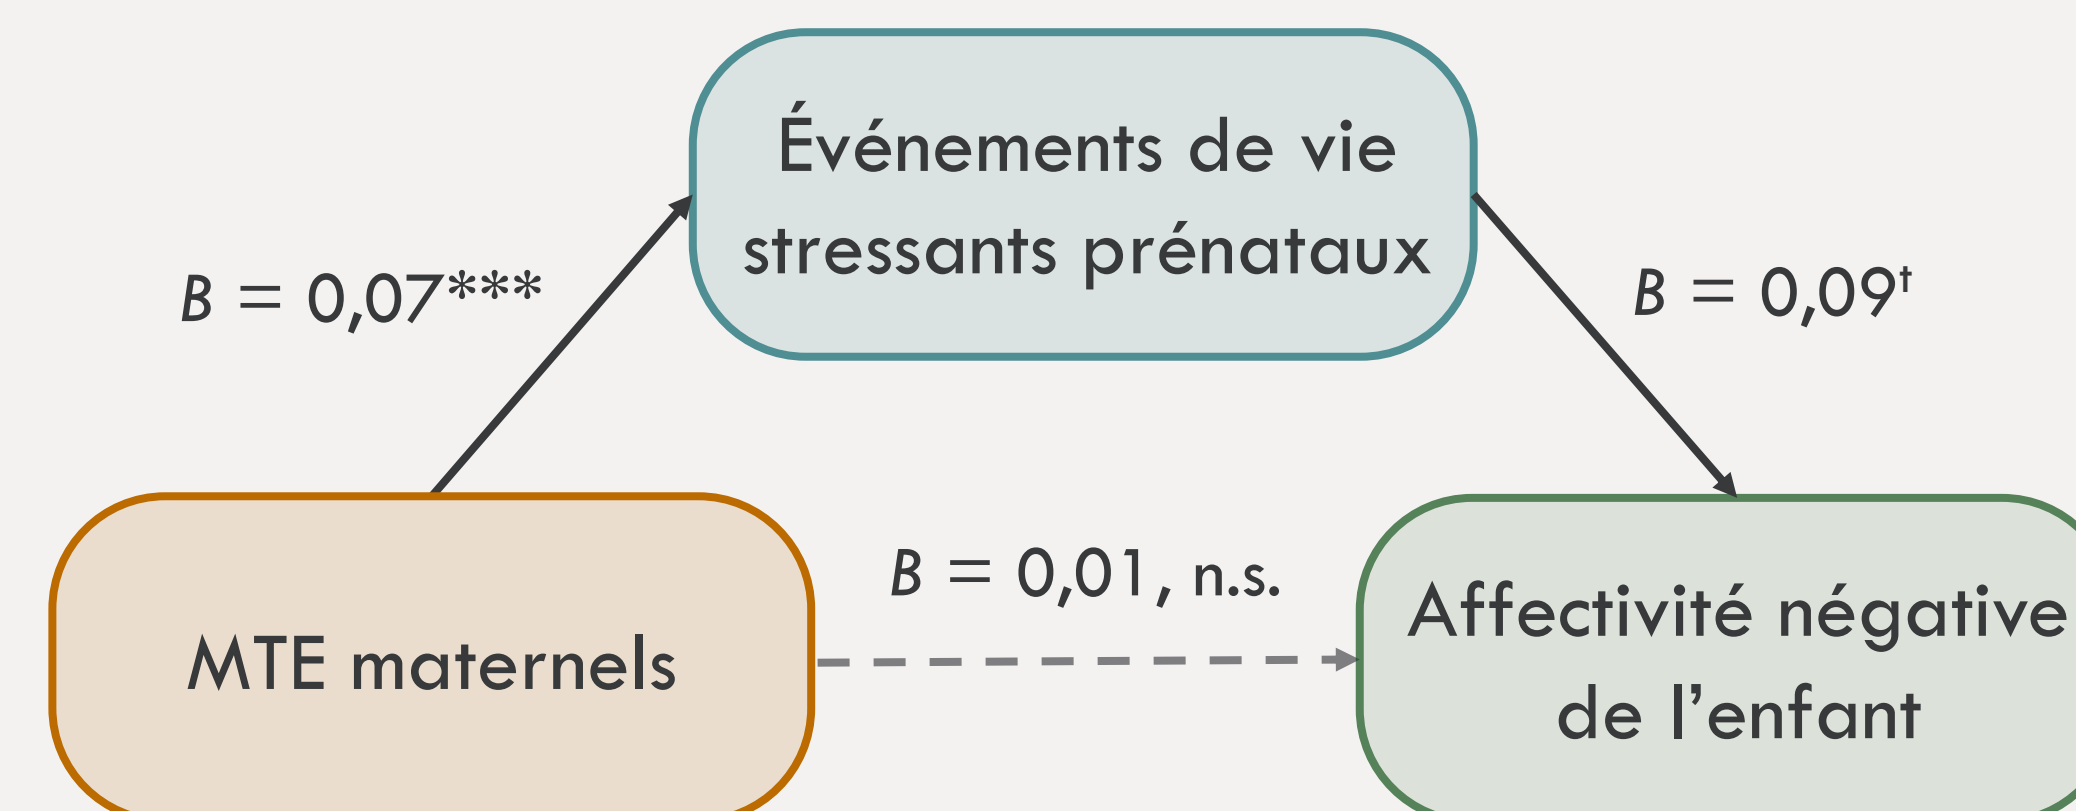 Événements de vie
stressants prénataux
B = 0,07***
B = 0,09ᵗ
B = 0,01, n.s.
MTE maternels
Affectivité négative
de l’enfant